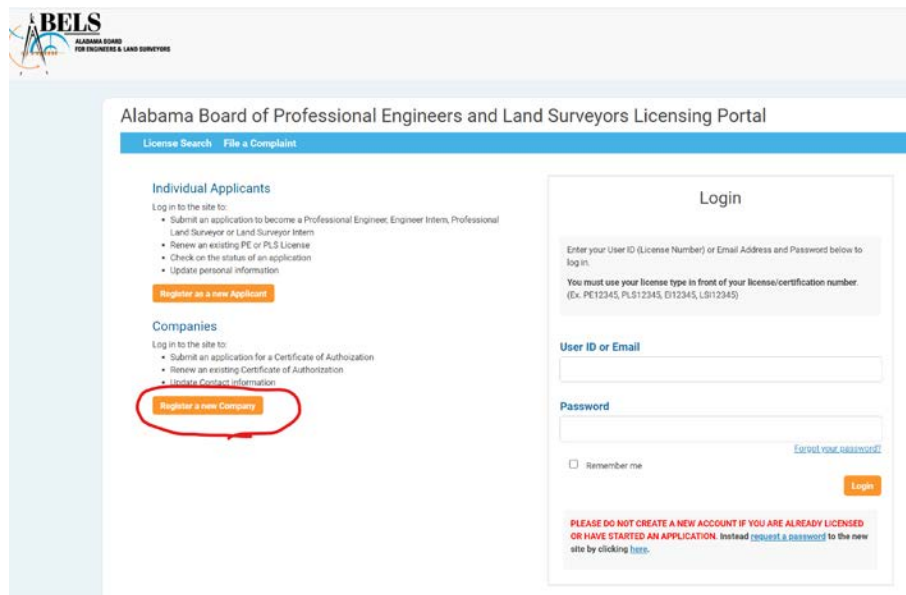 BELS
ALABAMA BOARD
FOR ENGINEERS & LAND SURVEYORS
Alabama Board of Professional Engineers and Land Surveyors Licensing Portal
License Search File a Complaint
Individual Applicants
Log in to the site to:
• Submit an application to become a Professional Engineer, Engineer Intern, Professional
Land Surveyor or Land Surveyor Intern
• Renew an existing PE or PLS License
• Check on the status of an application
• Update personal information
Register as a new Applicant
Companies
Log in to the site to:
• Submit an application for a Certificate of Authoization
• Renew an existing Certificate of Authorization
• Update Contact information
Register a new Company
Login
Enter your User ID (License Number) or Email Address and Password below to
log in.
You must use your license type in front of your license/certification number.
(Ex. PE12345, PLS12345, EI12345, LSI12345)
User ID or Email
Password
Forgot your password?
Remember me
Login
PLEASE DO NOT CREATE A NEW ACCOUNT IF YOU ARE ALREADY LICENSED
OR HAVE STARTED AN APPLICATION. Instead request a password to the new
site by clicking here.